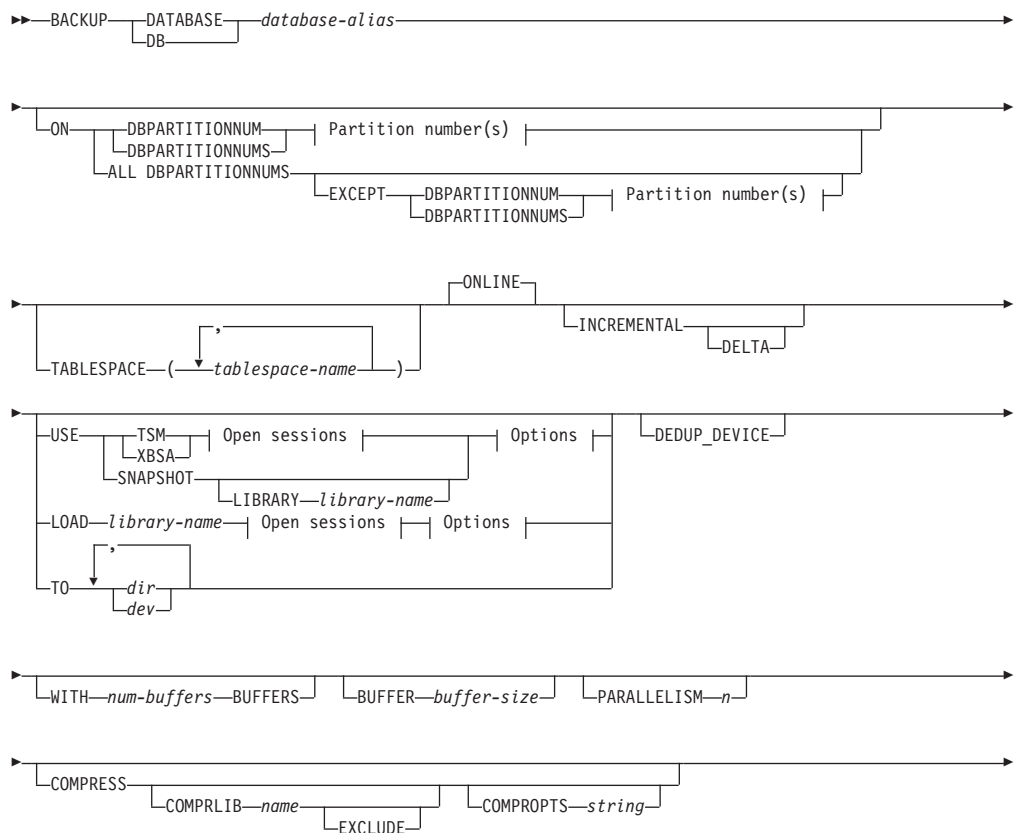 BACKUP DATABASE database-alias
DB
ON DBPARTITIONNUM Partition number(s)
DBPARTITIONNUMS
ALL DBPARTITIONNUMS
EXCEPT DBPARTITIONNUM Partition number(s)
DBPARTITIONNUMS
ONLINE
INCREMENTAL
DELTA
,
TABLESPACE ( tablespace-name )
USE TSM Open sessions Options DEDUP_DEVICE
XBSA
SNAPSHOT
LIBRARY library-name
LOAD library-name Open sessions Options
,
TO dir
dev
WITH num-buffers BUFFERS BUFFER buffer-size PARALLELISM n
COMPRESS
COMPRLIB name COMPROPTS string
EXCLUDE